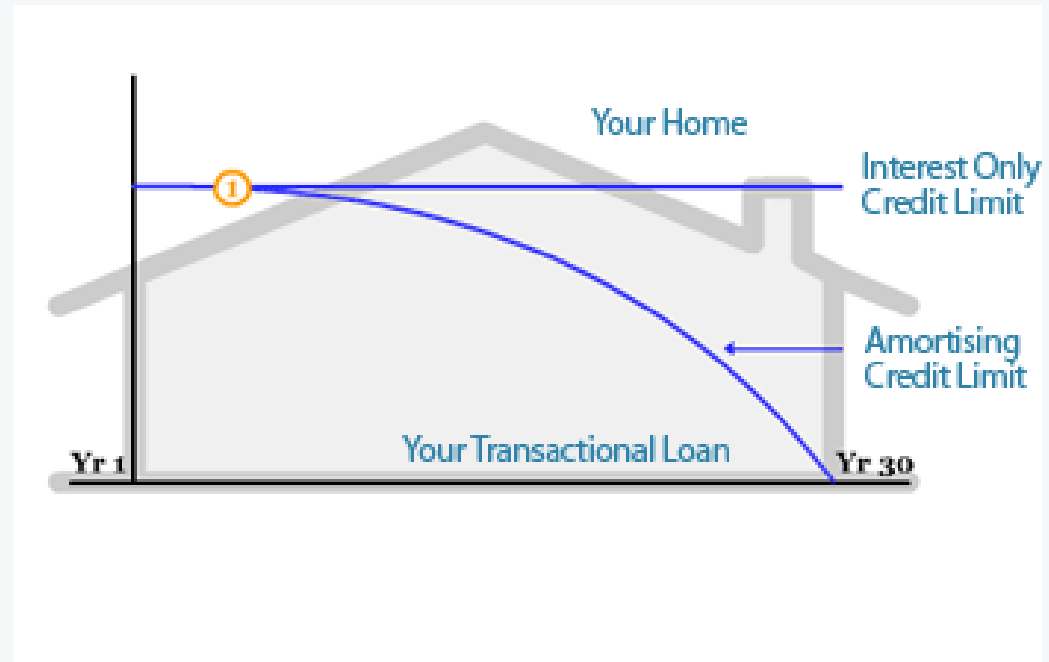 Your Home
Interest Only
Credit Limit
1
Amortising
Credit Limit
Your Transactional Loan
Yr 1
Yr 30